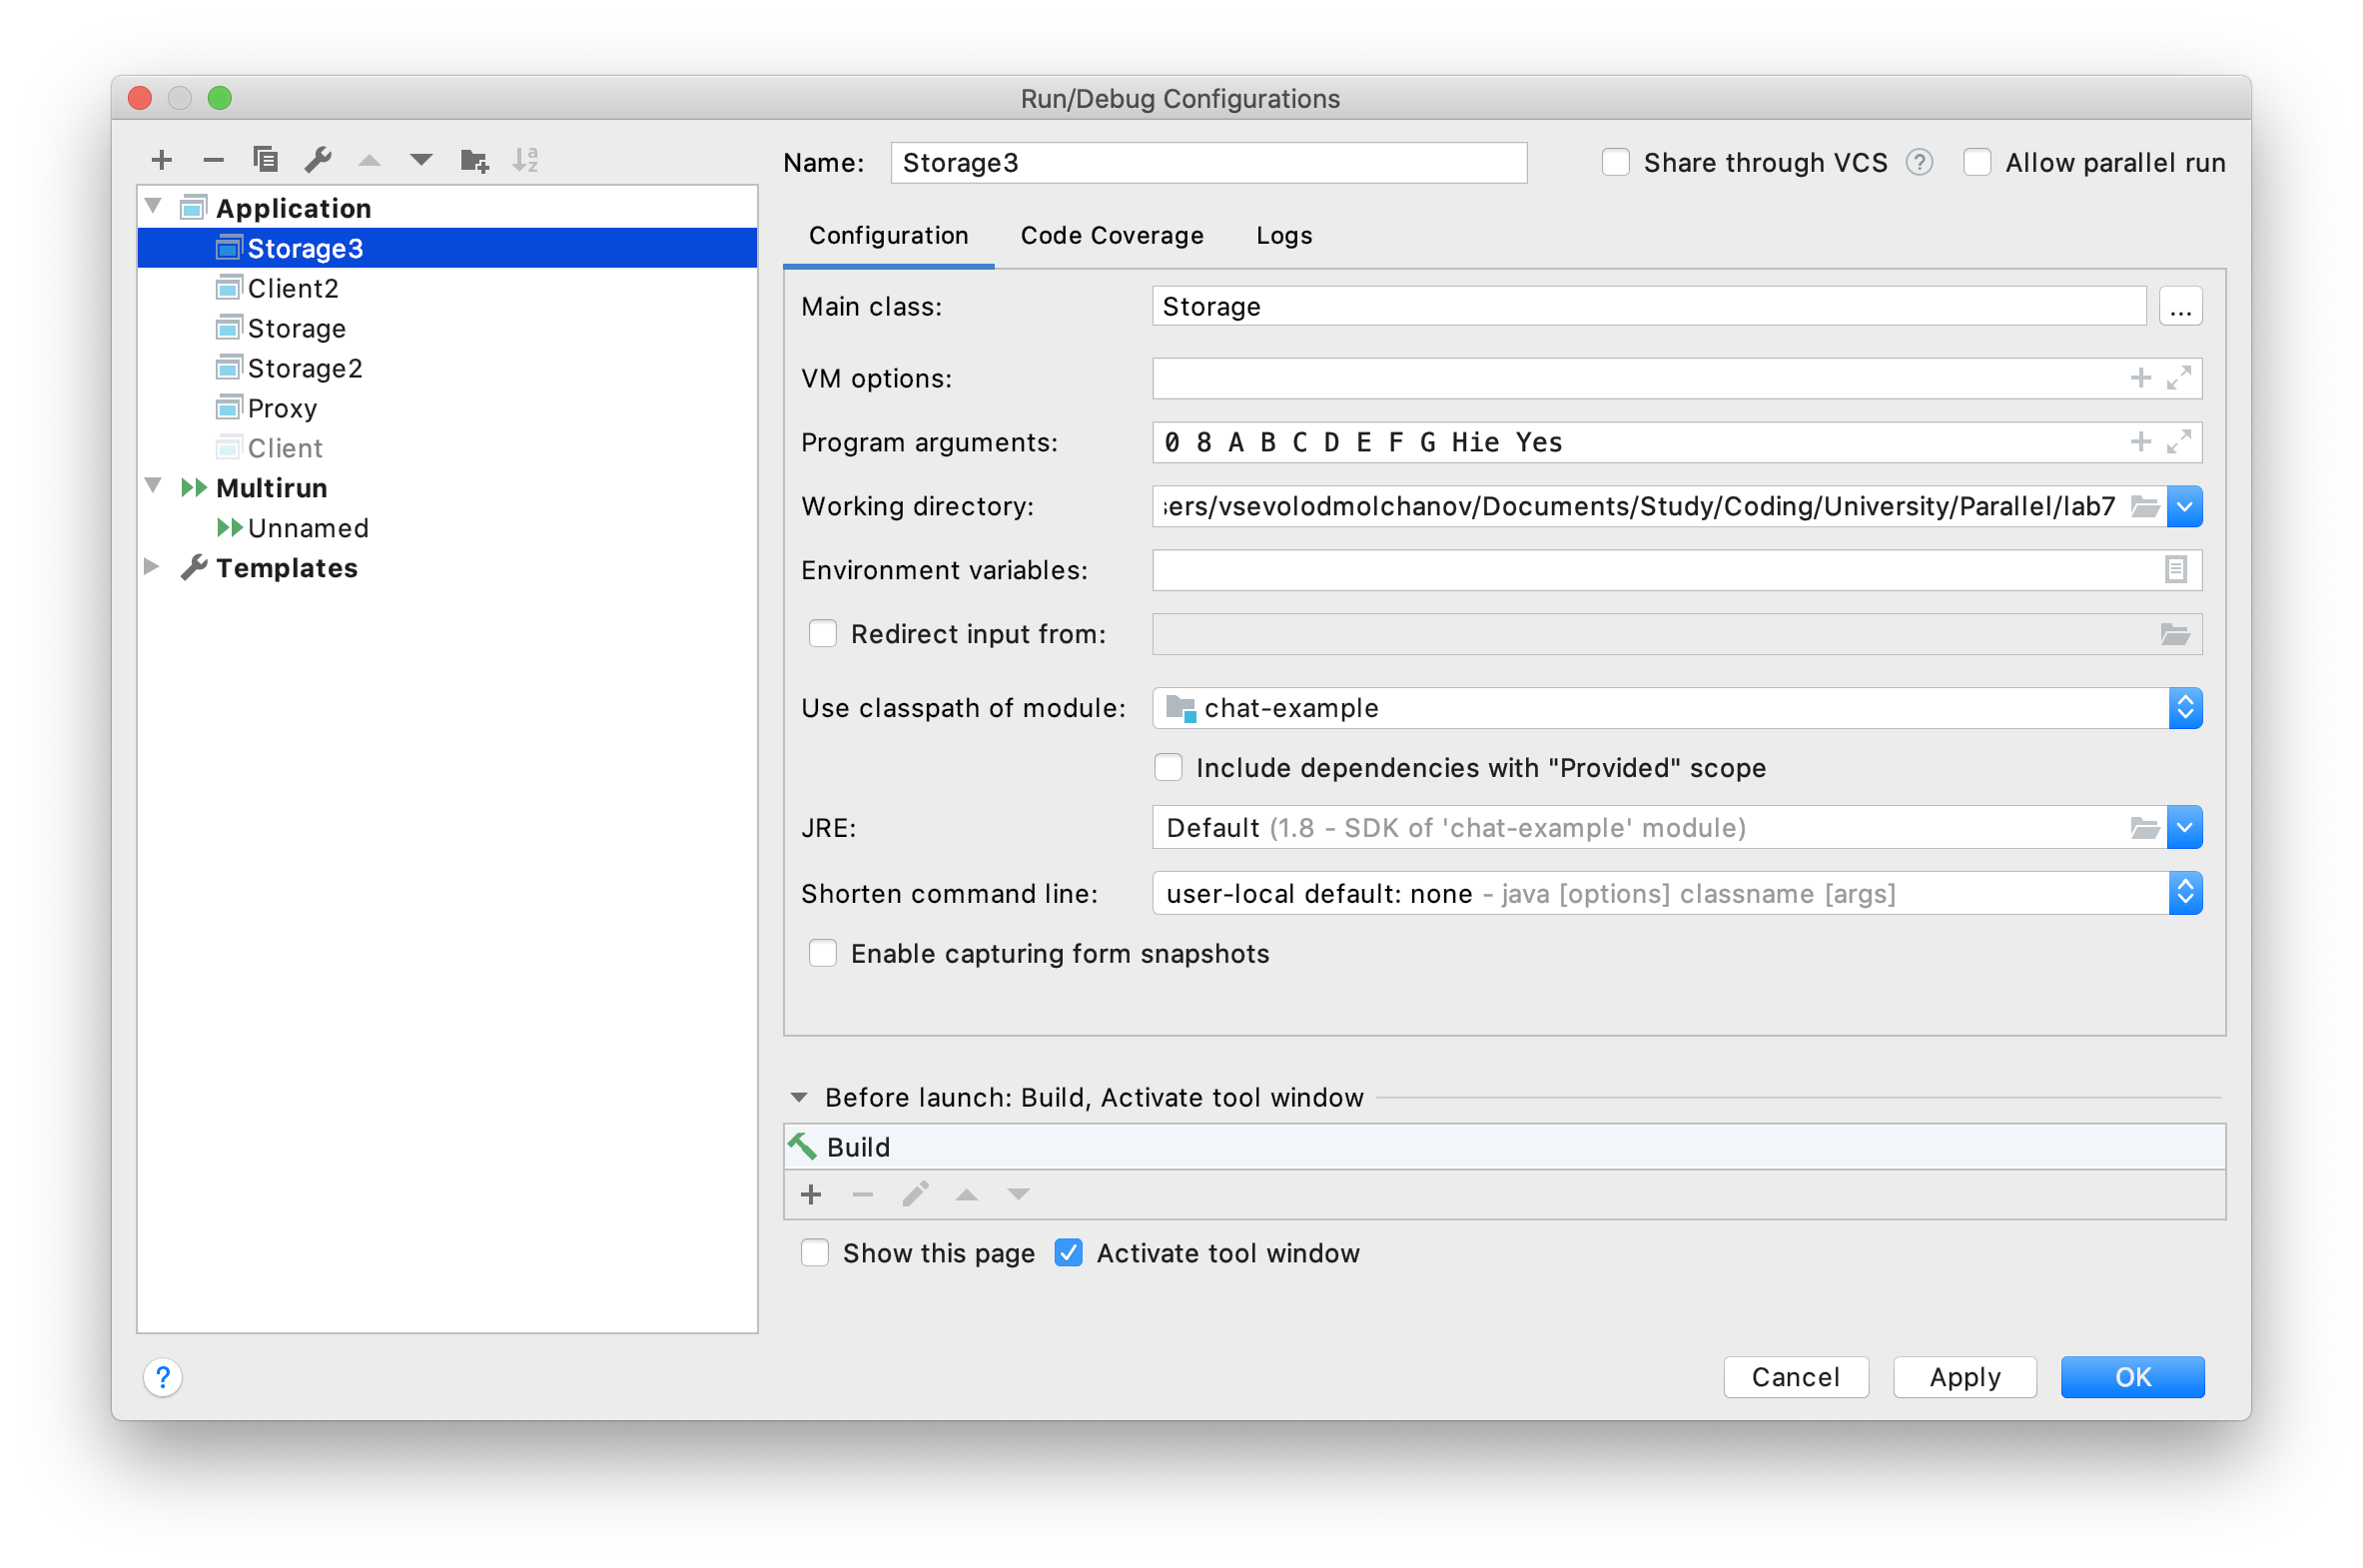 Run/Debug Configurations
Application
Storage3
Client2
Storage
Storage2
Proxy
Client
Multirun
Unnamed
Templates
Name: Storage3 Share through VCS ? Allow parallel run
Configuration Code Coverage Logs
Main class: Storage ...
VM options:
Program arguments: 0 8 A B C D E F G Hie Yes
Working directory: sers/vsevolodmolchanov/Documents/Study/Coding/University/Parallel/lab7
Environment variables:
Redirect input from:
Use classpath of module: chat-example
Include dependencies with "Provided" scope
JRE: Default (1.8 - SDK of 'chat-example' module)
Shorten command line: user-local default: none - java [options] classname [args]
Enable capturing form snapshots
Before launch: Build, Activate tool window
Build
Show this page Activate tool window
? Cancel Apply OK